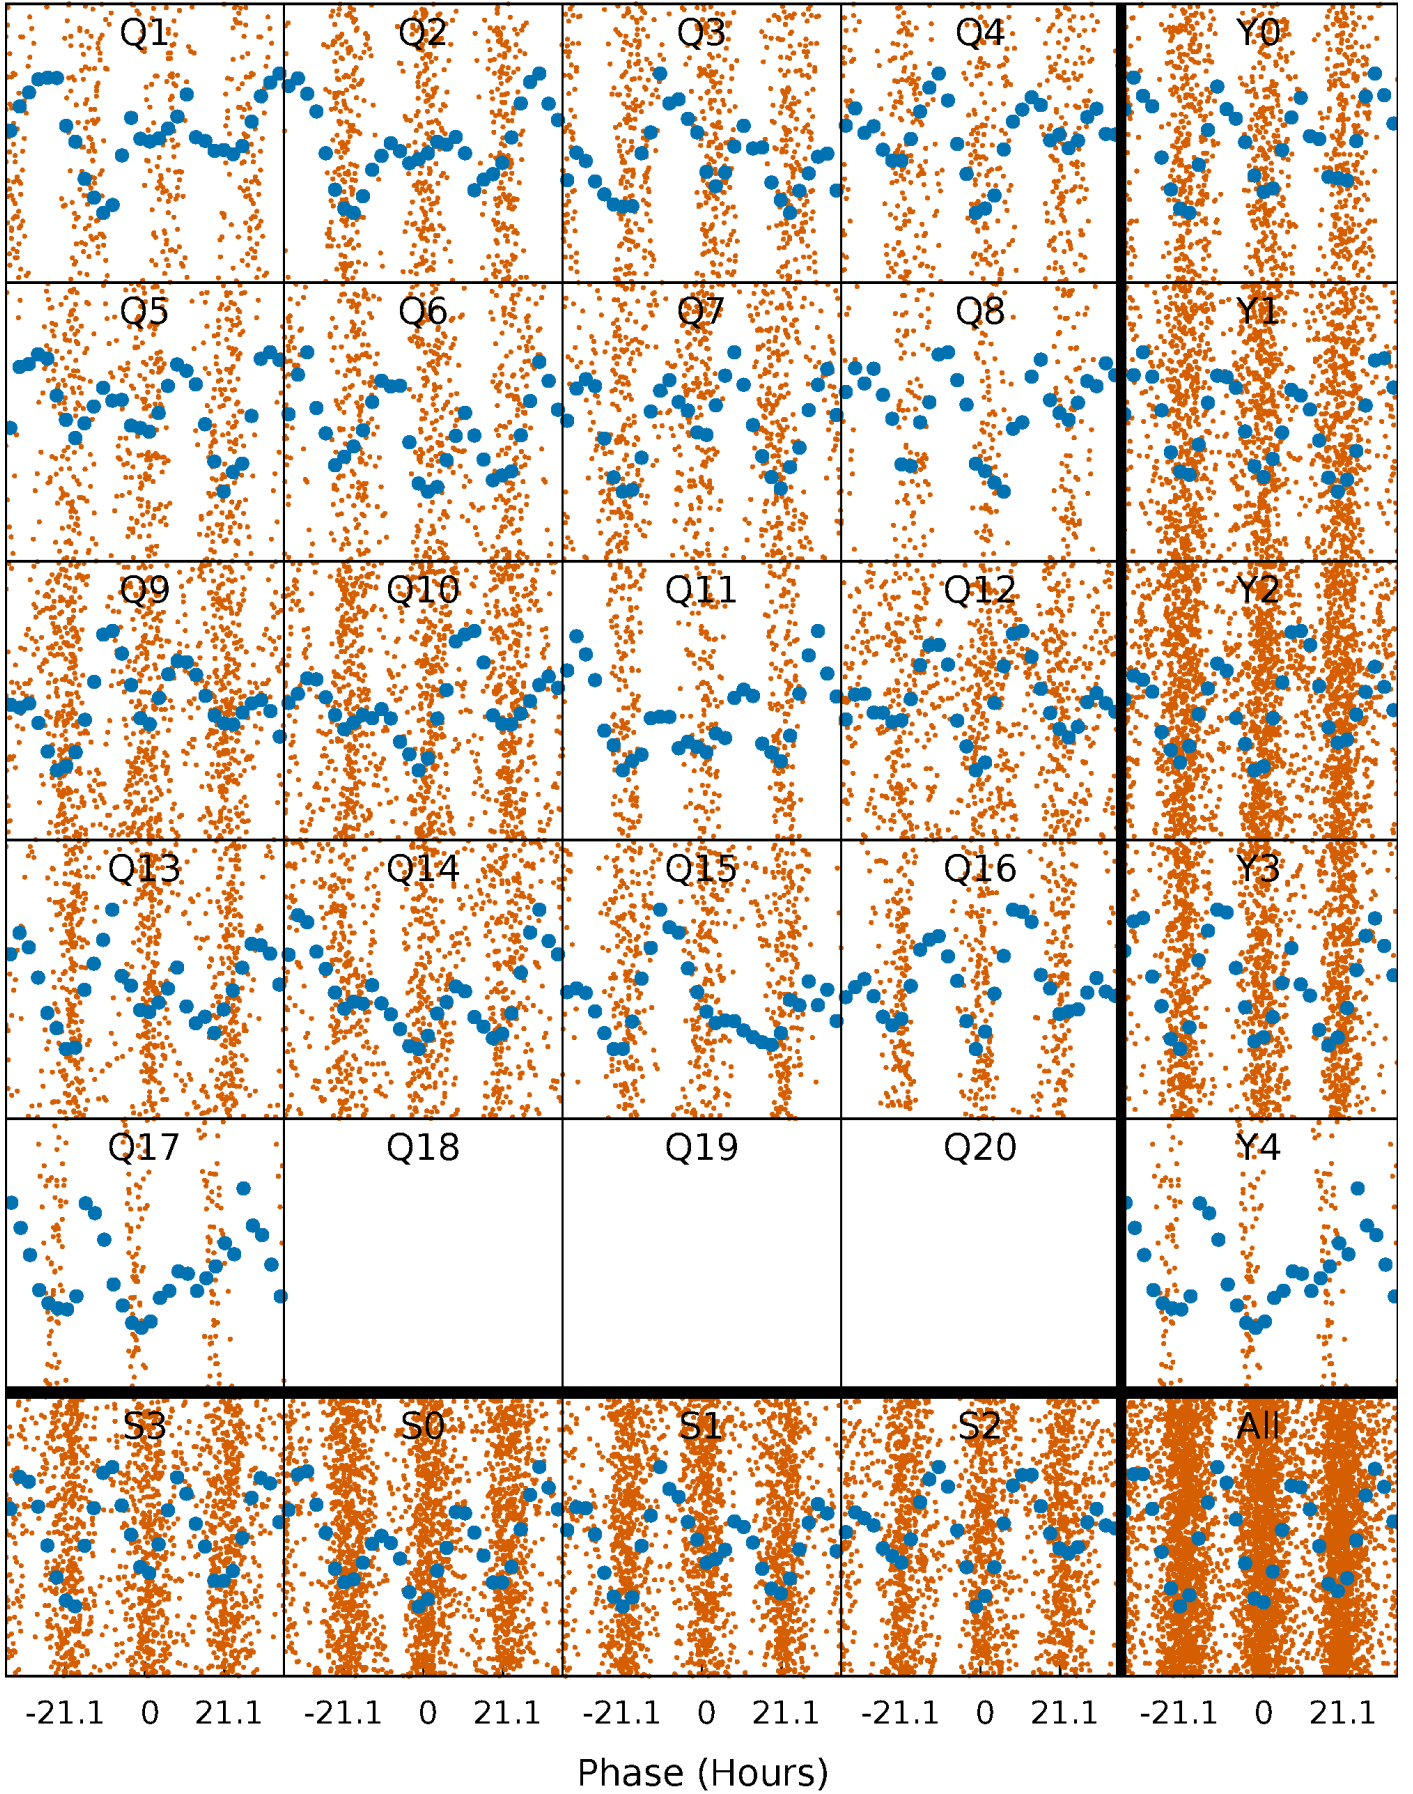 Q1 Q2 Q3 Q4 Y0
Q5 Q6 Q7 Q8 Y1
Q9 Q10 Q11 Q12 Y2
Q13 Q14 Q15 Q16 Y3
Q17 Q18 Q19 Q20 Y4
S3 S0 S1 S2 All
-21.1 0 21.1 -21.1 0 21.1 -21.1 0 21.1 -21.1 0 21.1 -21.1 0 21.1
Phase (Hours)